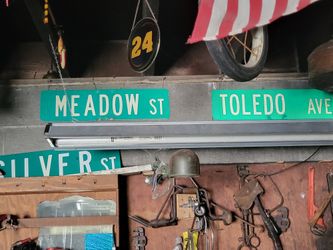 24
MEADOW ST
TOLEDO AVE
SILVER ST